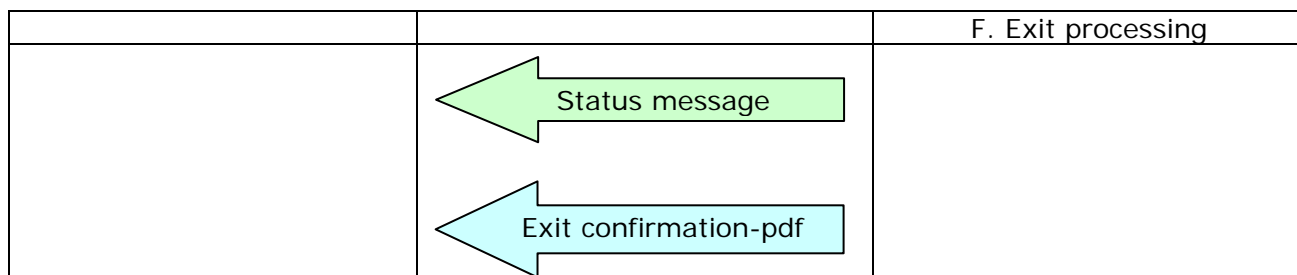 F. Exit processing
Status message
Exit confirmation-pdf